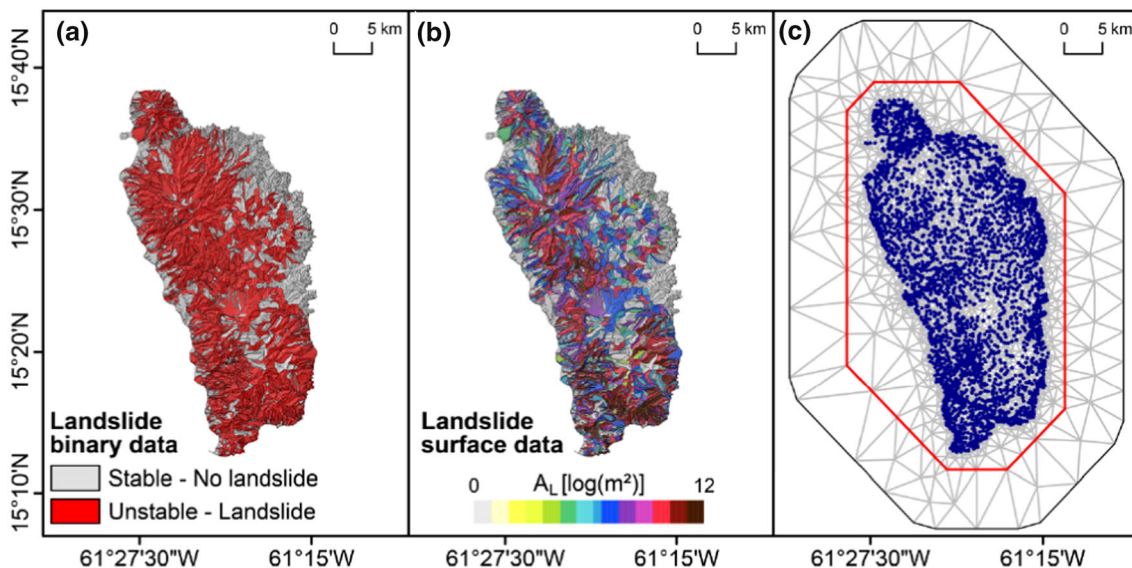 (a)
0 5 km
(b)
0 5 km
(c)
0 5 km
15°40'N
15°30'N
15°20'N
15°10'N
Landslide
binary data
Stable - No landslide
Unstable - Landslide
Landslide
surface data
0 A_L [log(m²)] 12
61°27'30"W 61°15'W
61°27'30"W 61°15'W
61°27'30"W 61°15'W